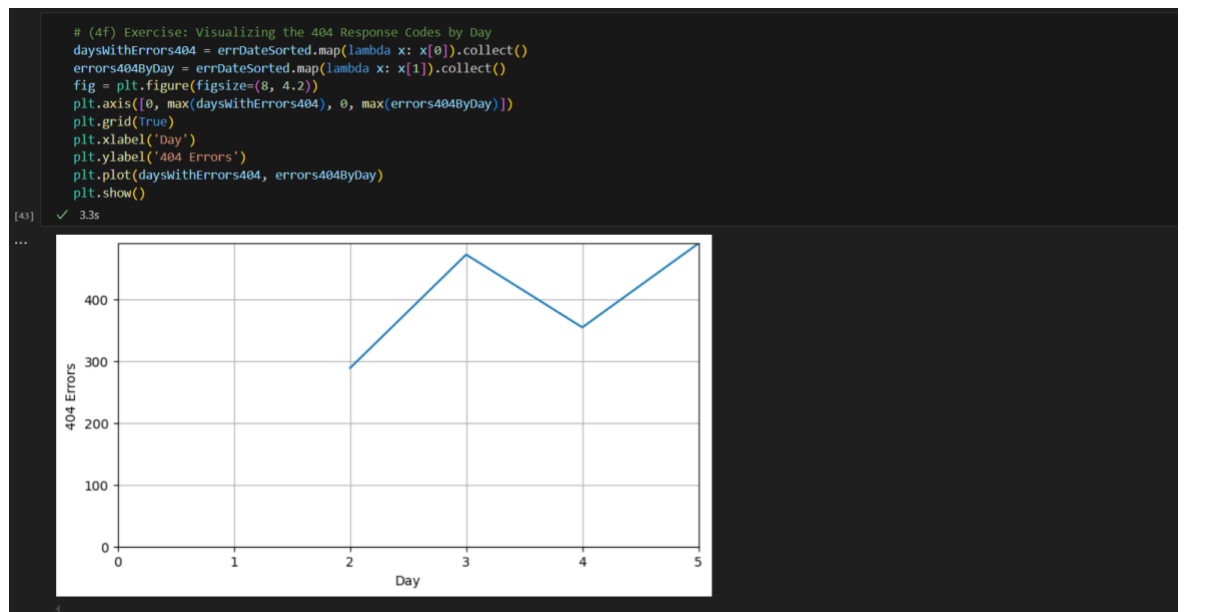 # (4f) Exercise: Visualizing the 404 Response Codes by Day
daysWithErrors404 = errDateSorted.map(lambda x: x[0]).collect()
errors404ByDay = errDateSorted.map(lambda x: x[1]).collect()
fig = plt.figure(figsize=(8, 4.2))
plt.axis([0, max(daysWithErrors404), 0, max(errors404ByDay)])
plt.grid(True)
plt.xlabel('Day')
plt.ylabel('404 Errors')
plt.plot(daysWithErrors404, errors404ByDay)
plt.show()
[43] ✓ 3.3s
...
400
300
200
100
0
404 Errors
0 1 2 3 4 5
Day